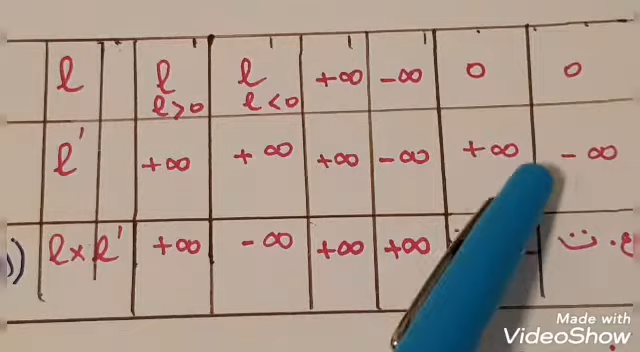 l l l +∞ -∞ 0 0
l>0 l<0
l' +∞ +∞ +∞ -∞ +∞ -∞
l×l' +∞ -∞ +∞ +∞
Made with
VideoShow